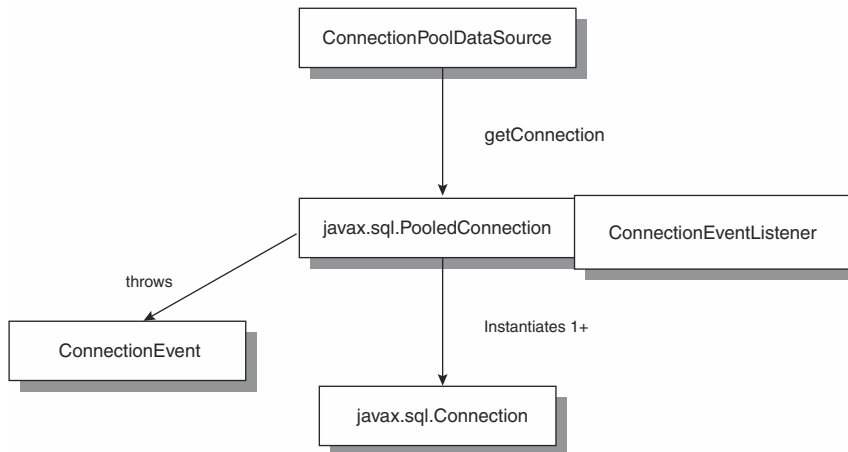 ConnectionPoolDataSource
getConnection
javax.sql.PooledConnection
ConnectionEventListener
throws
Instantiates 1+
ConnectionEvent
javax.sql.Connection